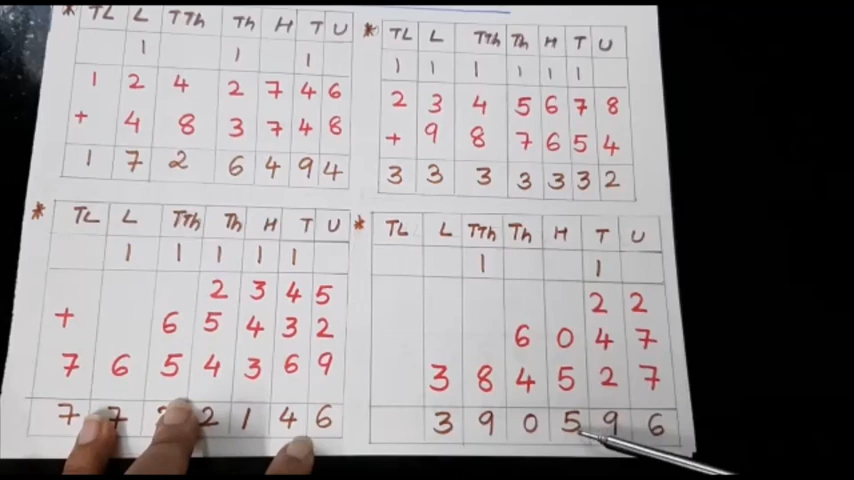 * TL L TTh Th H T U
1 1 1
1 2 4 2 7 4 6
+ 4 8 3 7 4 8
1 7 2 6 4 9 4
* TL L TTh Th H T U
1 1 1 1 1 1
2 3 4 5 6 7 8
+ 9 8 7 6 5 4
3 3 3 3 3 3 2
* TL L TTh Th H T U
1 1 1 1 1
2 3 4 5
+ 6 5 4 3 2
7 6 5 4 3 6 9
7 7 2 1 4 6
* TL L TTh Th H T U
1 1
2 2
6 0 4 7
3 8 4 5 2 7
3 9 0 5 9 6